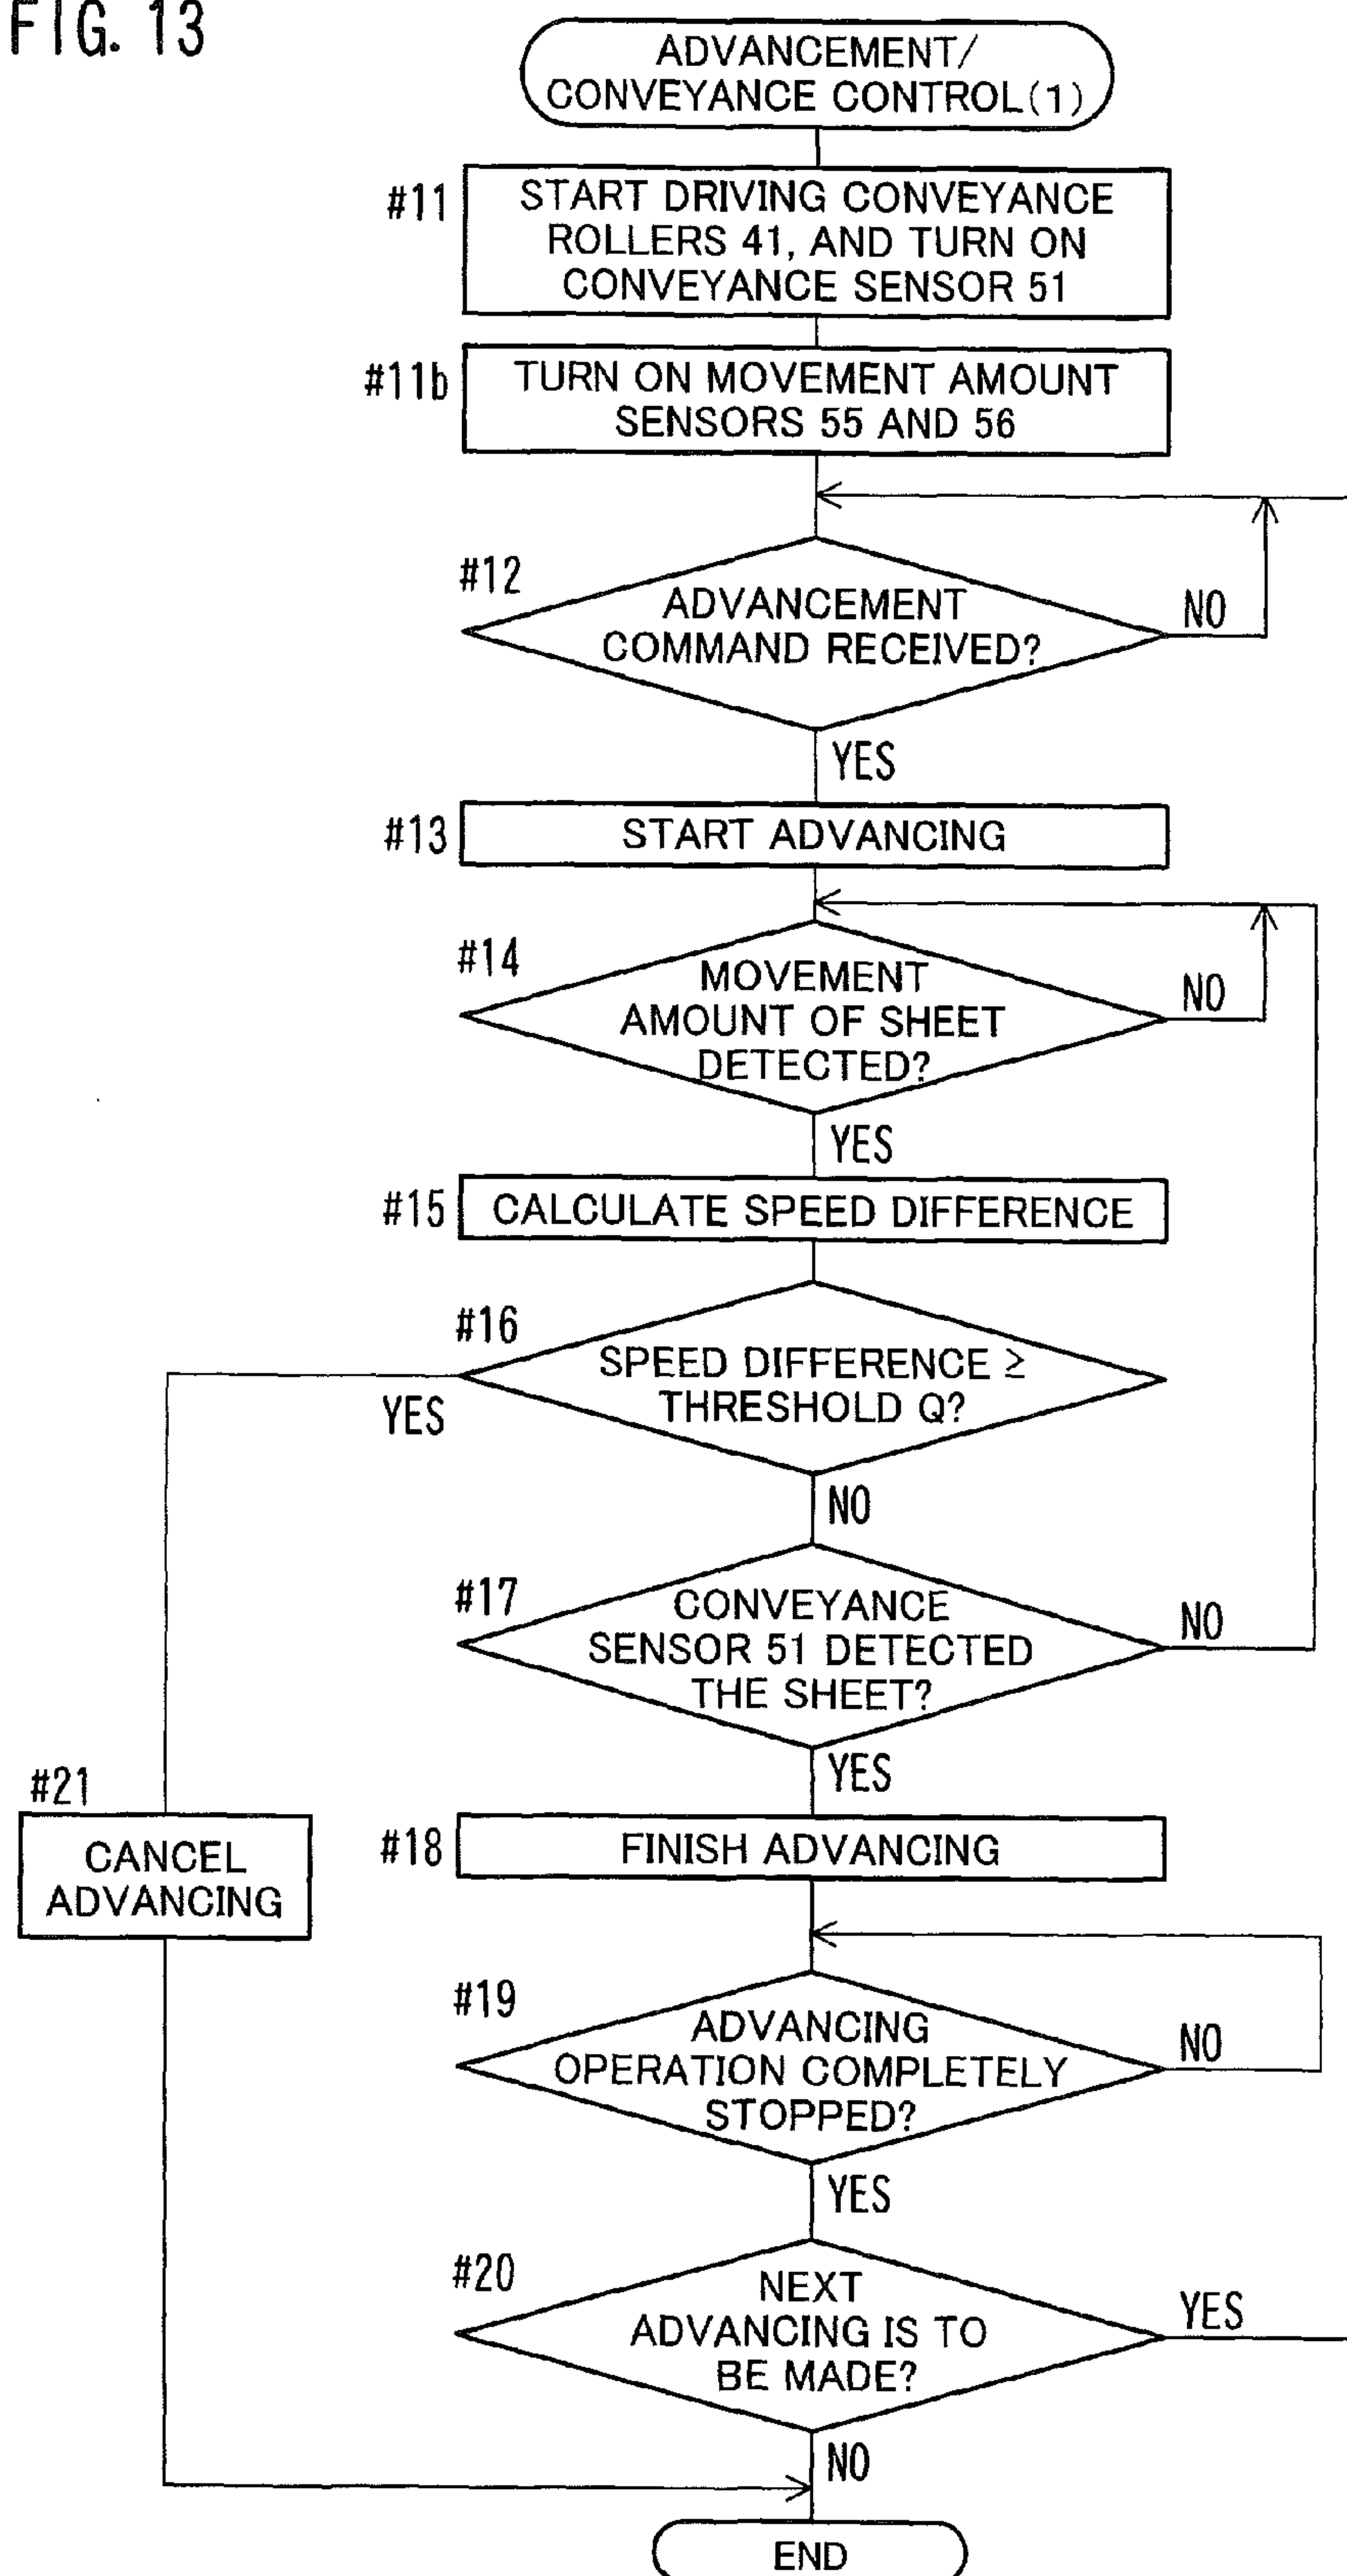 FIG. 13
ADVANCEMENT/
CONVEYANCE CONTROL(1)
#11
START DRIVING CONVEYANCE
ROLLERS 41, AND TURN ON
CONVEYANCE SENSOR 51
#11b
TURN ON MOVEMENT AMOUNT
SENSORS 55 AND 56
#12
ADVANCEMENT
COMMAND RECEIVED?
NO
YES
#13
START ADVANCING
#14
MOVEMENT
AMOUNT OF SHEET
DETECTED?
NO
YES
#15
CALCULATE SPEED DIFFERENCE
#16
SPEED DIFFERENCE ≥
THRESHOLD Q?
YES
NO
#17
CONVEYANCE
SENSOR 51 DETECTED
THE SHEET?
NO
YES
#21
CANCEL
ADVANCING
#18
FINISH ADVANCING
#19
ADVANCING
OPERATION COMPLETELY
STOPPED?
NO
YES
#20
NEXT
ADVANCING IS TO
BE MADE?
YES
NO
END